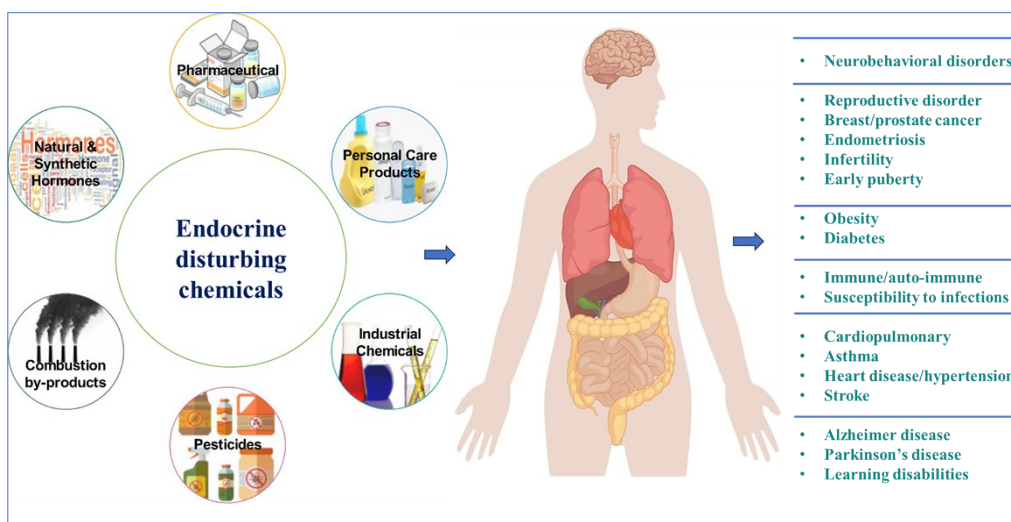 Pharmaceutical
Natural &
Synthetic
Hormones
Personal Care
Products
Endocrine
disturbing
chemicals
Combustion
by-products
Industrial
Chemicals
Pesticides
• Neurobehavioral disorders
• Reproductive disorder
• Breast/prostate cancer
• Endometriosis
• Infertility
• Early puberty
• Obesity
• Diabetes
• Immune/auto-immune
• Susceptibility to infections
• Cardiopulmonary
• Asthma
• Heart disease/hypertension
• Stroke
• Alzheimer disease
• Parkinson’s disease
• Learning disabilities